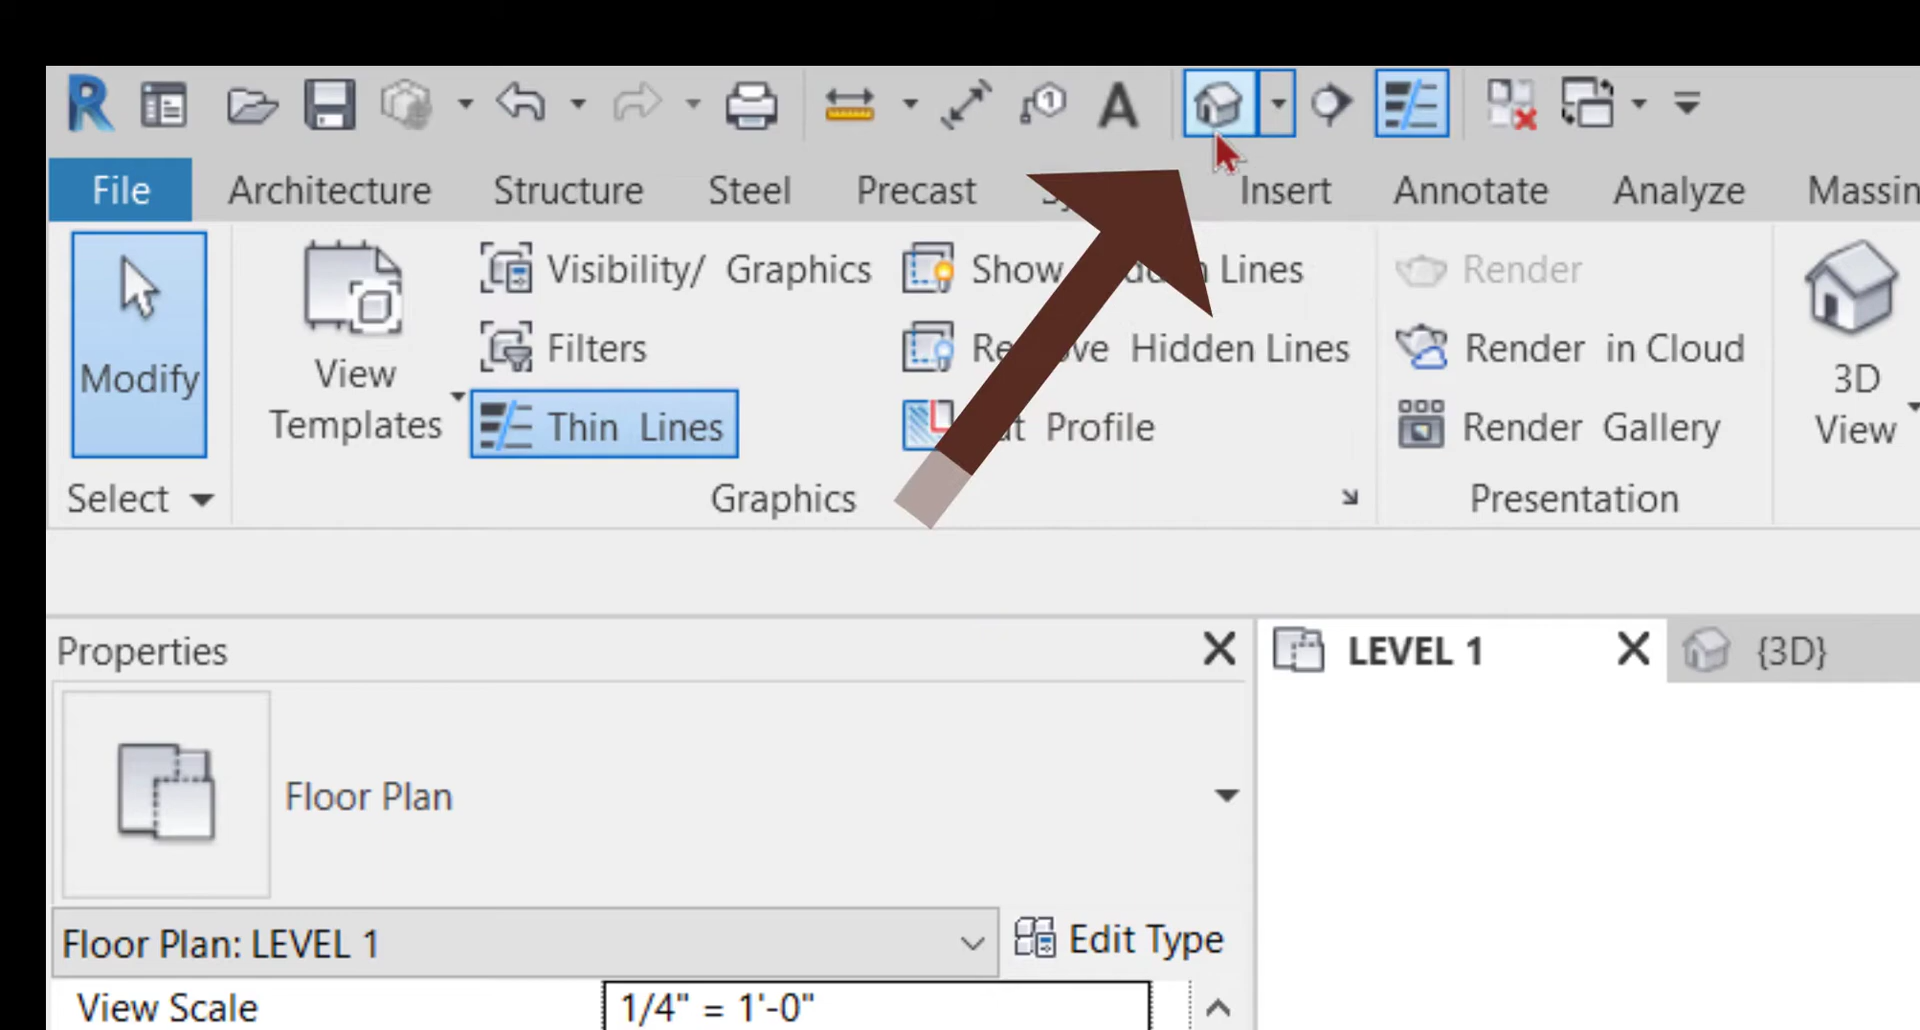 R 1 A
File Architecture Structure Steel Precast Insert Annotate Analyze
Modify
View
Templates
Visibility/ Graphics
Filters
Thin Lines
Show Lines
Hidden Lines
Profile
Render
Render in Cloud
Render Gallery
3D
View
Select Graphics Presentation
Properties LEVEL 1 {3D}
Floor Plan
Floor Plan: LEVEL 1 Edit Type
View Scale 1/4" = 1'-0"